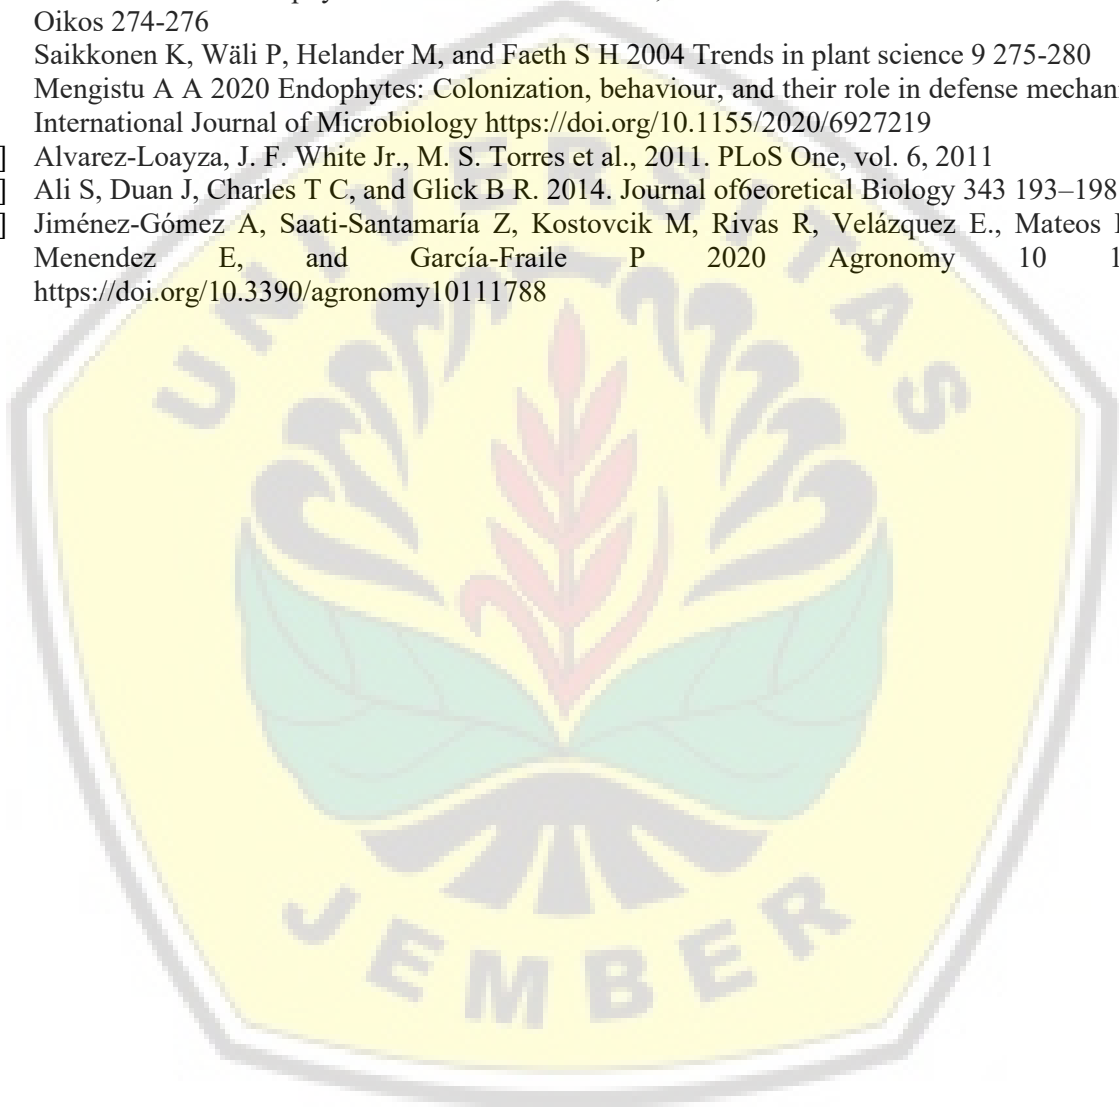 Oikos 274-276
Saikkonen K, Wäli P, Helander M, and Faeth S H 2004 Trends in plant science 9 275-280
Mengistu A A 2020 Endophytes: Colonization, behaviour, and their role in defense mechani
International Journal of Microbiology https://doi.org/10.1155/2020/6927219
] Alvarez-Loayza, J. F. White Jr., M. S. Torres et al., 2011. PLoS One, vol. 6, 2011
] Ali S, Duan J, Charles T C, and Glick B R. 2014. Journal of6eoretical Biology 343 193–198
] Jiménez-Gómez A, Saati-Santamaría Z, Kostovcik M, Rivas R, Velázquez E., Mateos
Menendez E, and García-Fraile P 2020 Agronomy 10 1
https://doi.org/10.3390/agronomy10111788
UNIVERSITAS
JEMBER